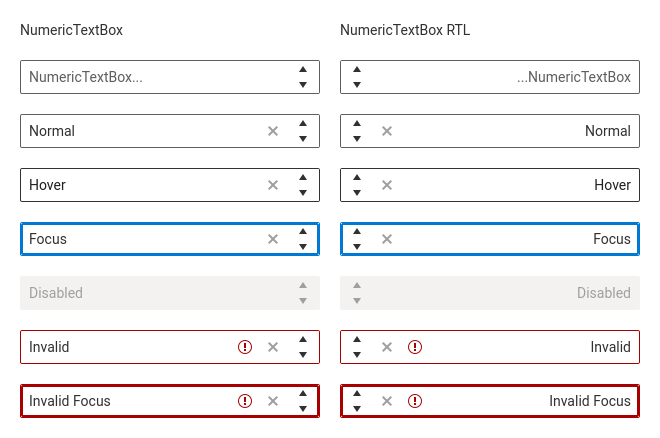 NumericTextBox
NumericTextBox RTL
NumericTextBox...
...NumericTextBox
Normal
Normal
Hover
Hover
Focus
Focus
Disabled
Disabled
Invalid
Invalid
Invalid Focus
Invalid Focus